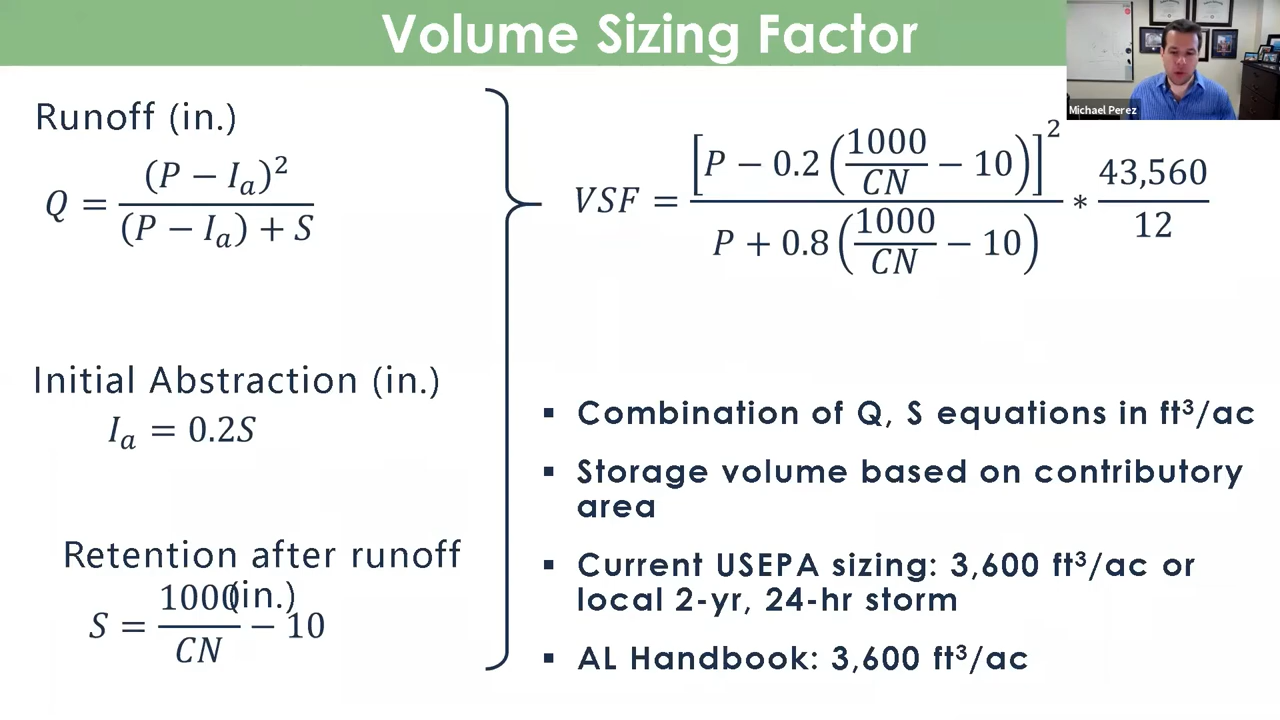 Volume Sizing Factor
Michael Perez
Runoff (in.)
Q = (P − Iₐ)² / (P − Iₐ) + S
Initial Abstraction (in.)
Iₐ = 0.2S
Retention after runoff
(in.)
S = 1000 / CN − 10
VSF = [P − 0.2 (1000 / CN − 10)]² / P + 0.8 (1000 / CN − 10) * 43,560 / 12
▪ Combination of Q, S equations in ft³/ac
▪ Storage volume based on contributory
area
▪ Current USEPA sizing: 3,600 ft³/ac or
local 2-yr, 24-hr storm
▪ AL Handbook: 3,600 ft³/ac